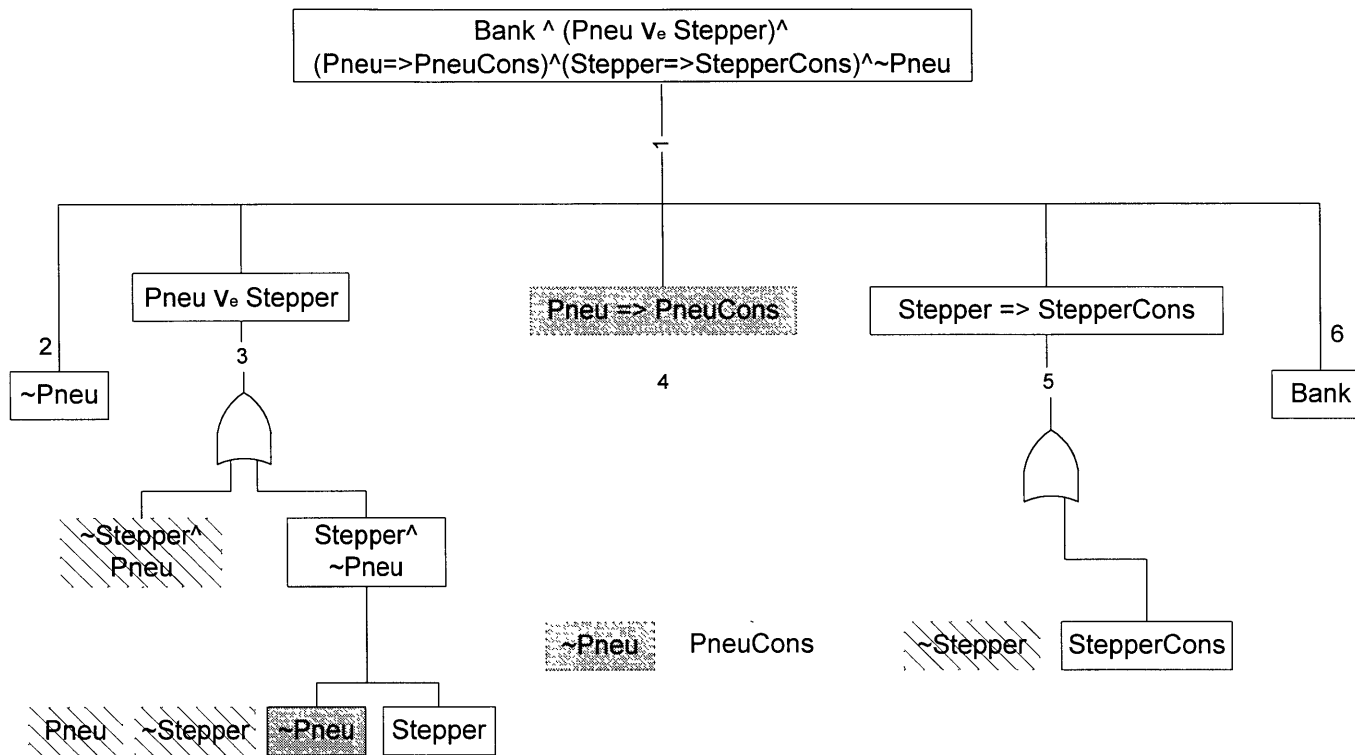 Bank ^ (Pneu Ve Stepper)^
(Pneu=>PneuCons)^(Stepper=>StepperCons)^~Pneu
1
Pneu Ve Stepper
Pneu => PneuCons
Stepper => StepperCons
2
3
4
5
6
~Pneu
Bank
~Stepper^
Pneu
Stepper^
~Pneu
~Pneu
PneuCons
~Stepper
StepperCons
Pneu
~Stepper
~Pneu
Stepper